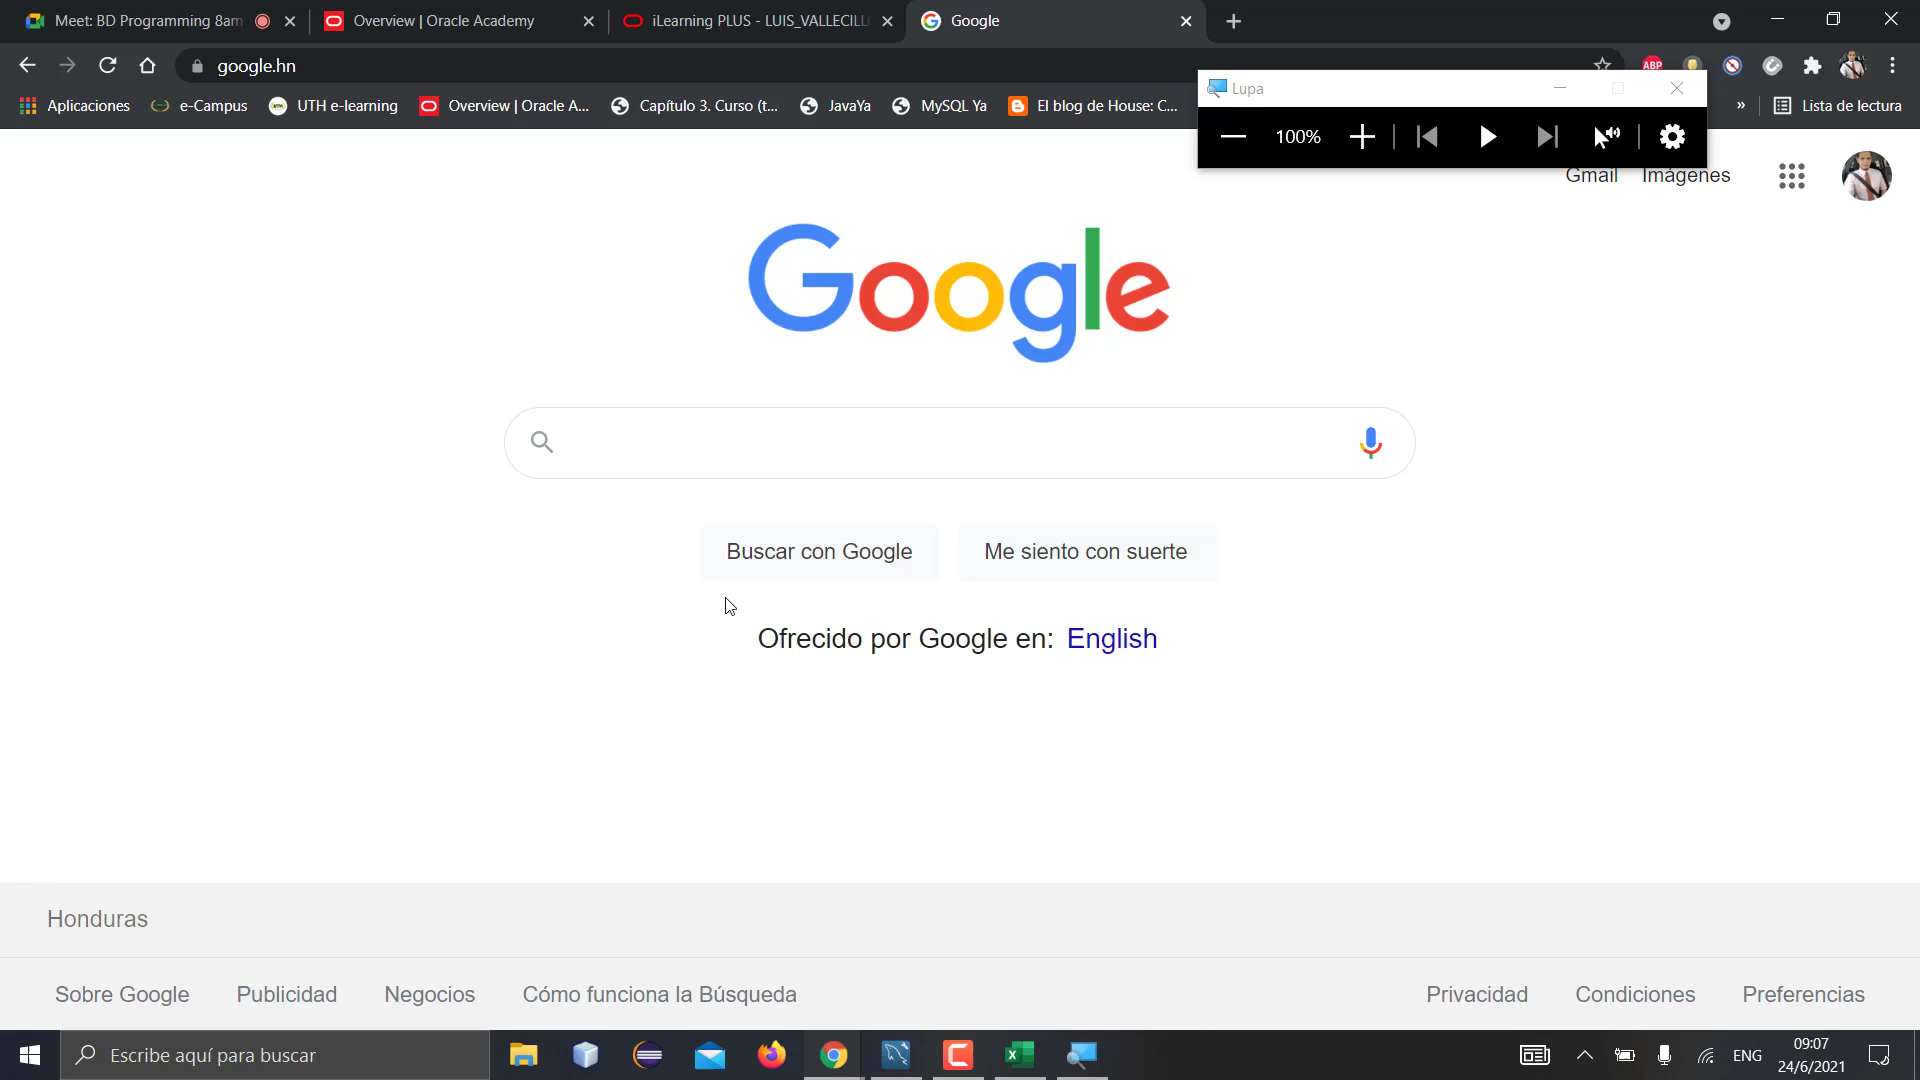 Meet: BD Programming 8am
Overview | Oracle Academy
iLearning PLUS - LUIS_VALLECILL
Google
google.hn
ABP
Aplicaciones
e-Campus
UTH e-learning
Overview | Oracle A...
Capítulo 3. Curso (t...
JavaYa
MySQL Ya
El blog de House: C...
»
Lista de lectura
Lupa
100%
Gmail
Imágenes
Google
Buscar con Google
Me siento con suerte
Ofrecido por Google en: English
Honduras
Sobre Google
Publicidad
Negocios
Cómo funciona la Búsqueda
Privacidad
Condiciones
Preferencias
Escribe aquí para buscar
ENG
09:07
24/6/2021